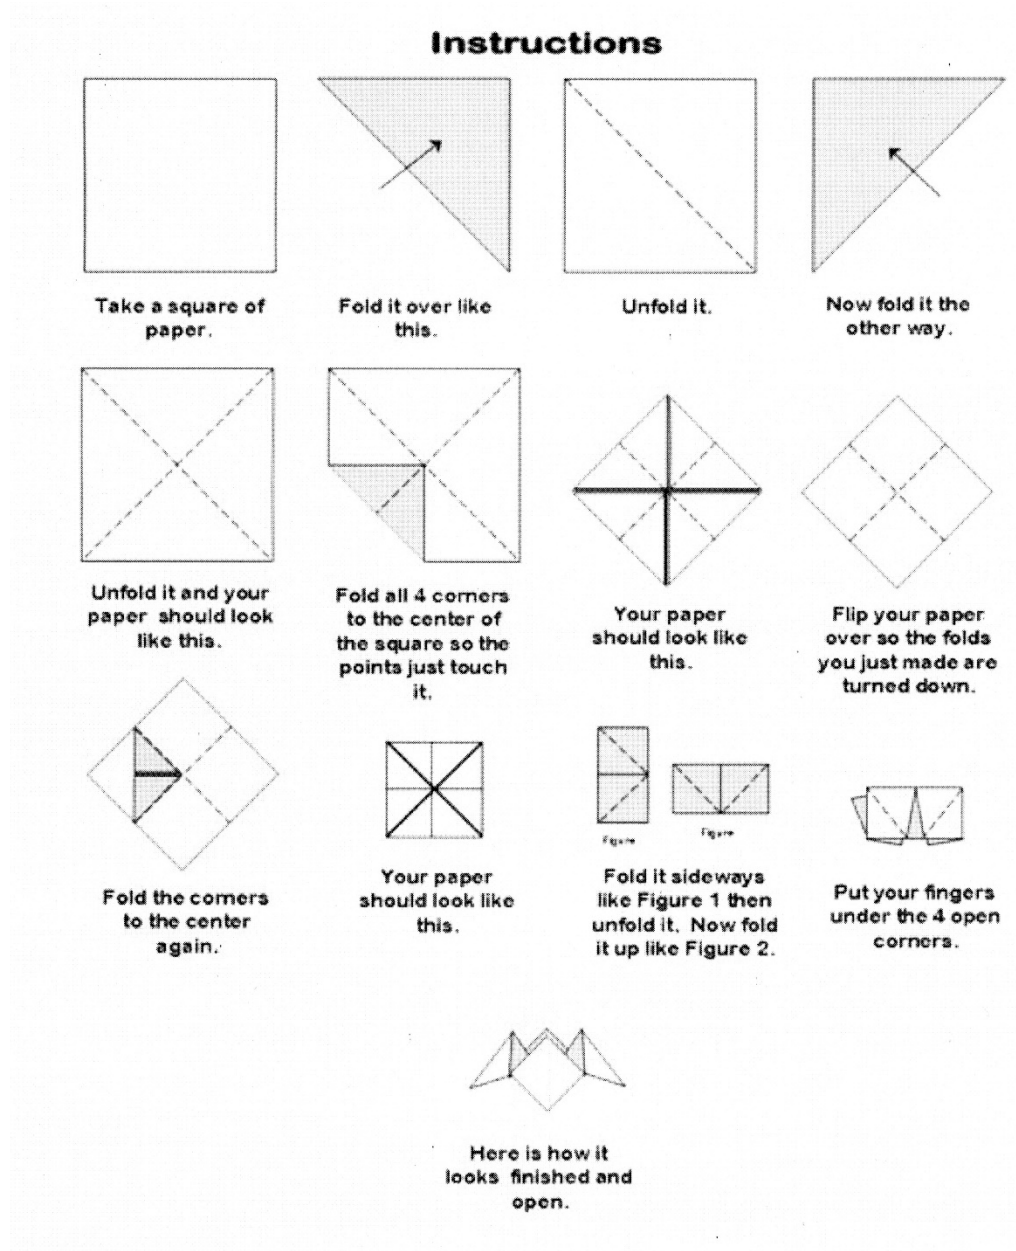 Instructions
Take a square of
paper.
Fold it over like
this.
Unfold it.
Now fold it the
other way.
Unfold it and your
paper should look
like this.
Fold all 4 corners
to the center of
the square so the
points just touch
it.
Your paper
should look like
this.
Flip your paper
over so the folds
you just made are
turned down.
Fold the corners
to the center
again.
Your paper
should look like
this.
Figure
Figure
Fold it sideways
like Figure 1 then
unfold it. Now fold
it up like Figure 2.
Put your fingers
under the 4 open
corners.
Here is how it
looks finished and
open.